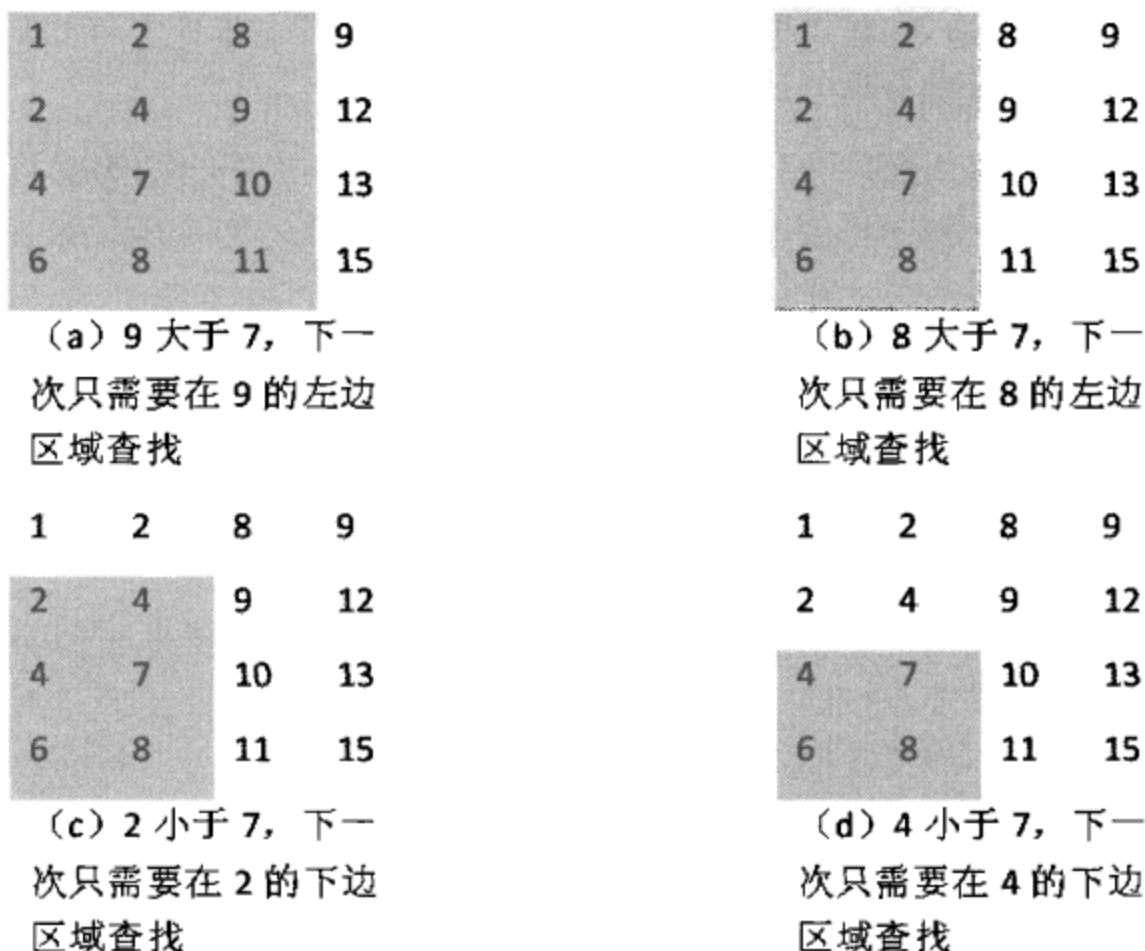 1 2 8 9
2 4 9 12
4 7 10 13
6 8 11 15
（a）9 大于 7，下一
次只需要在 9 的左边
区域查找
1 2 8 9
2 4 9 12
4 7 10 13
6 8 11 15
（b）8 大于 7，下一
次只需要在 8 的左边
区域查找
1 2 8 9
2 4 9 12
4 7 10 13
6 8 11 15
（c）2 小于 7，下一
次只需要在 2 的下边
区域查找
1 2 8 9
2 4 9 12
4 7 10 13
6 8 11 15
（d）4 小于 7，下一
次只需要在 4 的下边
区域查找